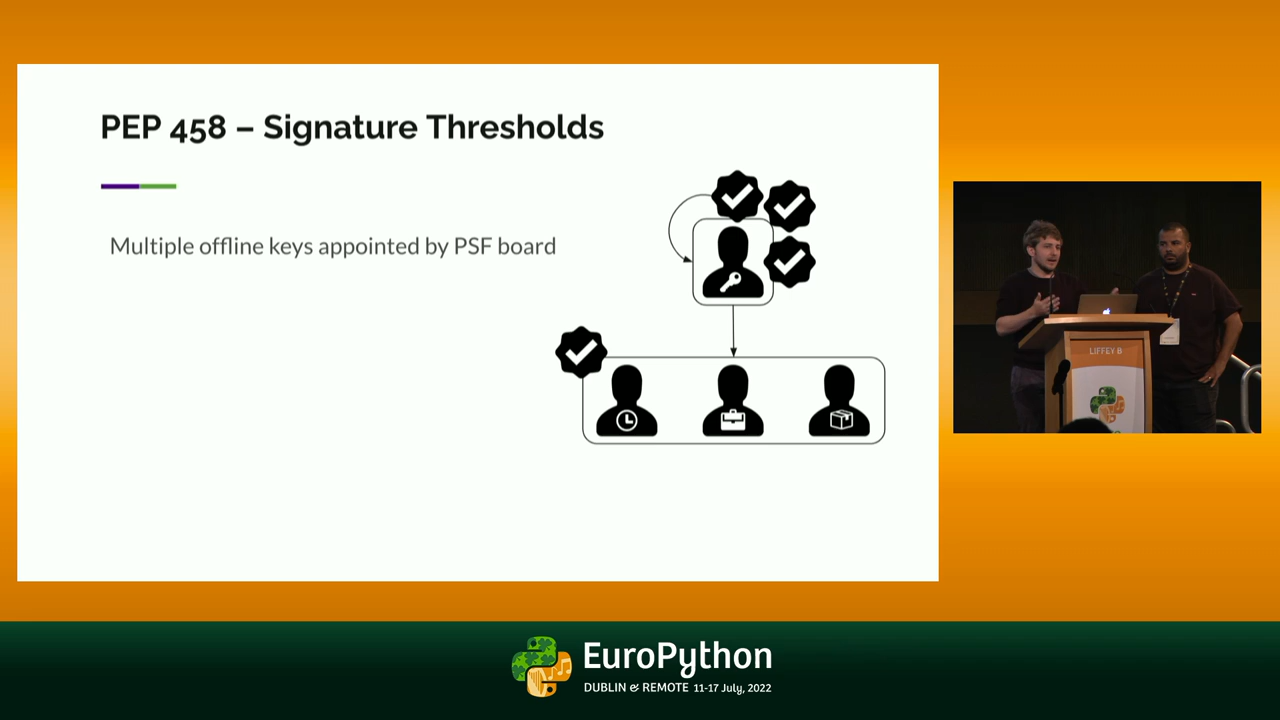 PEP 458 – Signature Thresholds
Multiple offline keys appointed by PSF board
LIFFEY B
EuroPython
DUBLIN & REMOTE 11-17 July, 2022